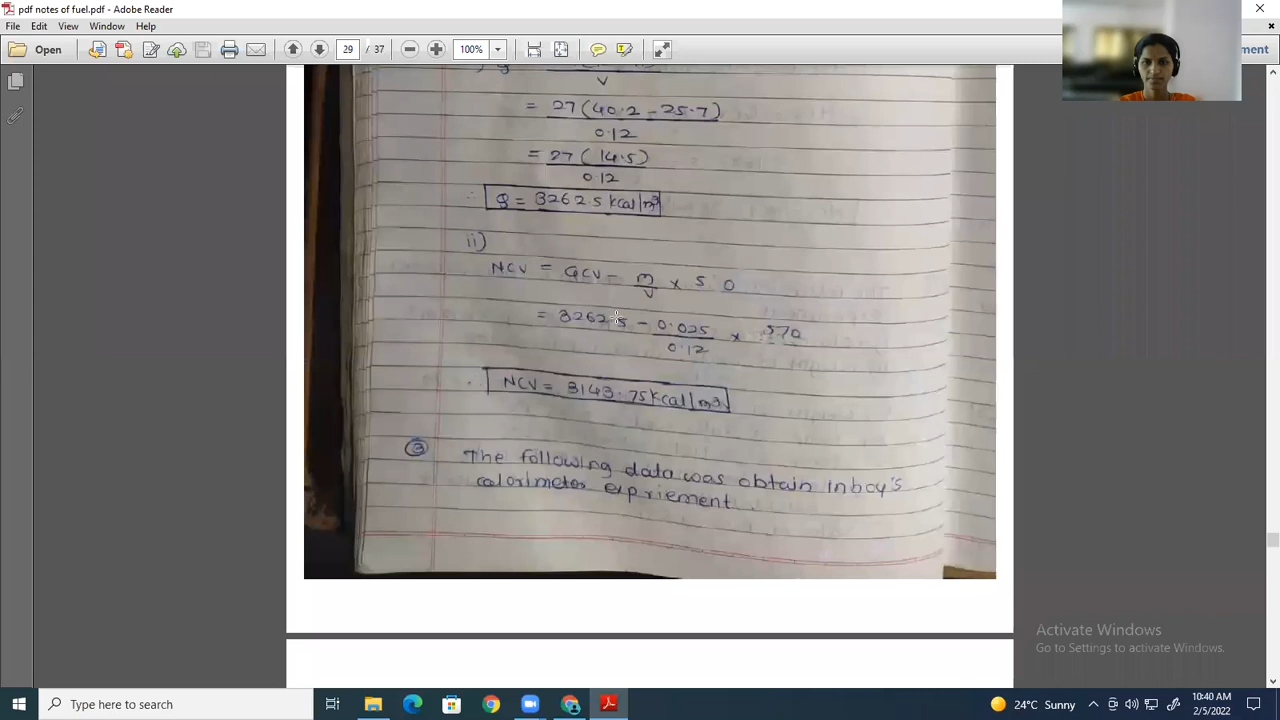 pdf notes of fuel.pdf - Adobe Reader
File Edit View Window Help
Open 29 / 37 100% ment
V
= 27 (40.2 - 25.7)
0.12
= 27 (14.5)
0.12
∴ g = 3262.5 kcal/m³
ii)
NCV = GCV - m/V × 5 0
= 3262.5 - 0.025/0.12 × 570
∴ NCV = 3143.75 kcal/m³
③ The following data was obtain in boy's
calorimeter expriement.
Activate Windows
Go to Settings to activate Windows.
Type here to search
24°C Sunny
10:40 AM
2/5/2022